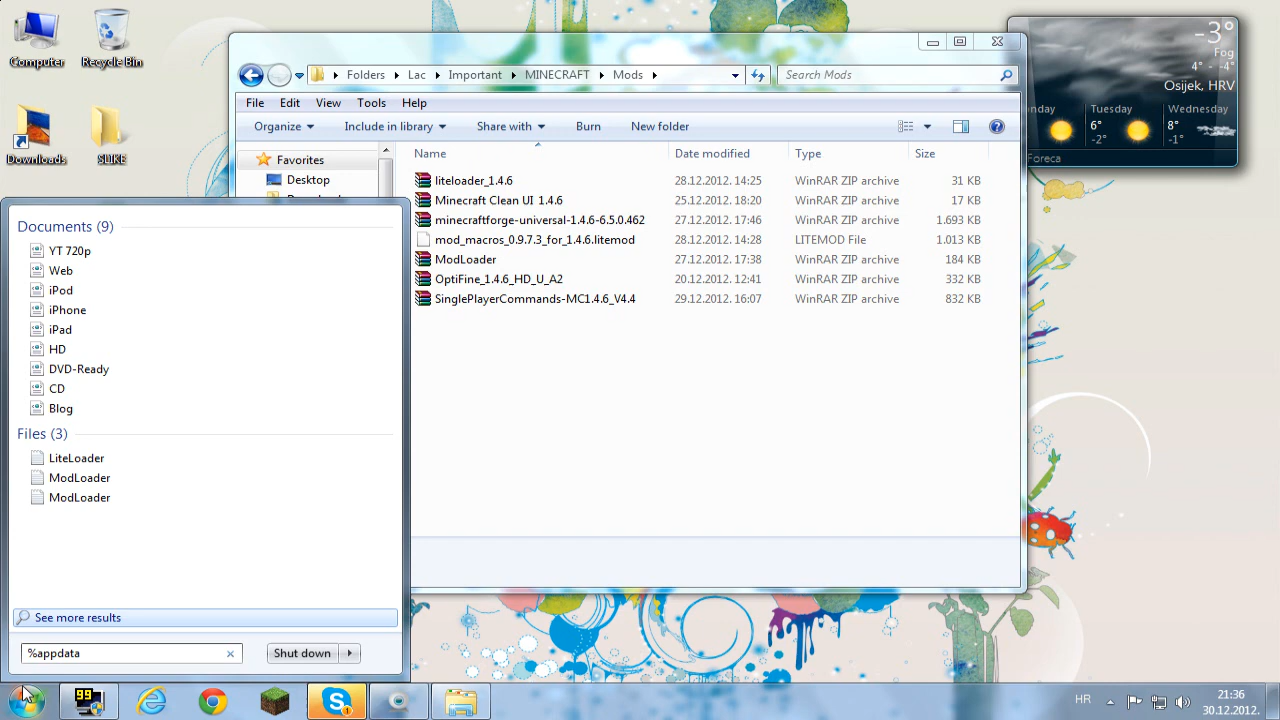 Computer
Recycle Bin
Downloads
SLIKE
Folders
Lac
Important
MINECRAFT
Mods
Search Mods
File
Edit
View
Tools
Help
Organize
Include in library
Share with
Burn
New folder
Favorites
Desktop
Name
Date modified
Type
Size
liteloader_1.4.6 28.12.2012. 14:25 WinRAR ZIP archive 31 KB
Minecraft Clean UI 1.4.6 25.12.2012. 18:20 WinRAR ZIP archive 17 KB
minecraftforge-universal-1.4.6-6.5.0.462 27.12.2012. 17:46 WinRAR ZIP archive 1.693 KB
mod_macros_0.9.7.3_for_1.4.6.litemod 28.12.2012. 14:28 LITEMOD File 1.013 KB
ModLoader 27.12.2012. 17:38 WinRAR ZIP archive 184 KB
OptiFine_1.4.6_HD_U_A2 20.12.2012. 22:41 WinRAR ZIP archive 332 KB
SinglePlayerCommands-MC1.4.6_V4.4 29.12.2012. 16:07 WinRAR ZIP archive 832 KB
-3°
Fog
4° - -4°
Osijek, HRV
nday
Tuesday
6°
-2°
Wednesday
8°
-1°
Foreca
Documents (9)
YT 720p
Web
iPod
iPhone
iPad
HD
DVD-Ready
CD
Blog
Files (3)
LiteLoader
ModLoader
ModLoader
See more results
%appdata
Shut down
99
HR
21:36
30.12.2012.